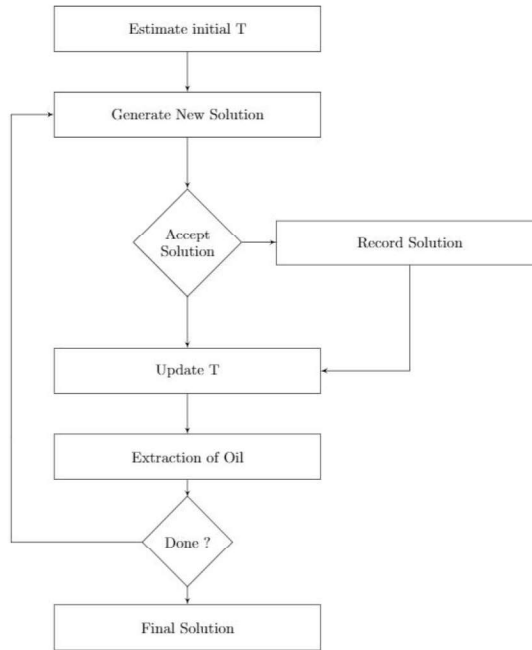 Estimate initial T
Generate New Solution
Accept
Solution
Record Solution
Update T
Extraction of Oil
Done ?
Final Solution